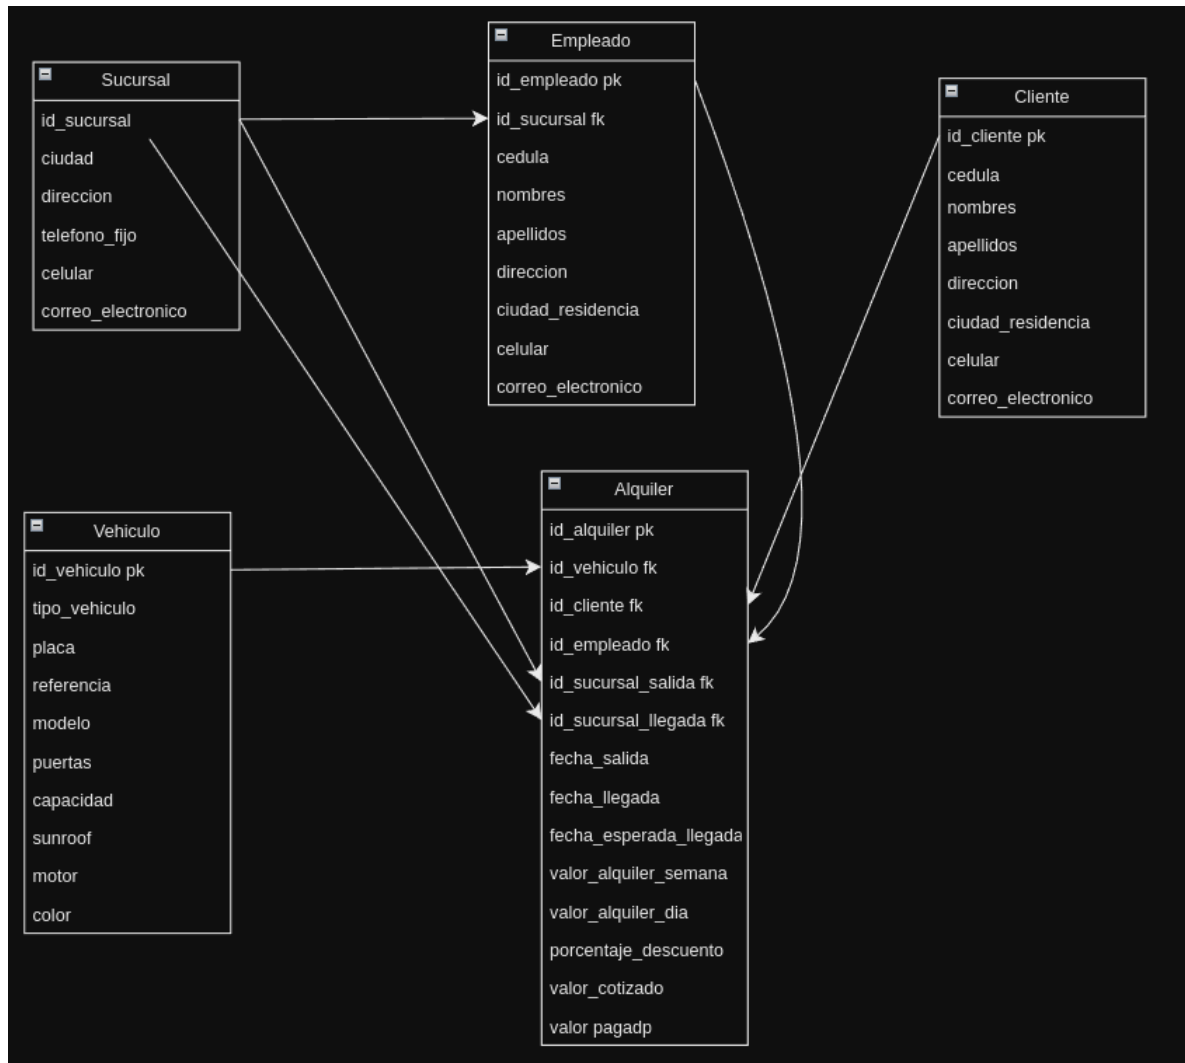 Sucursal
id_sucursal
ciudad
direccion
telefono_fijo
celular
correo_electronico
Empleado
id_empleado pk
id_sucursal fk
cedula
nombres
apellidos
direccion
ciudad_residencia
celular
correo_electronico
Cliente
id_cliente pk
cedula
nombres
apellidos
direccion
ciudad_residencia
celular
correo_electronico
Vehiculo
id_vehiculo pk
tipo_vehiculo
placa
referencia
modelo
puertas
capacidad
sunroof
motor
color
Alquiler
id_alquiler pk
id_vehiculo fk
id_cliente fk
id_empleado fk
id_sucursal_salida fk
id_sucursal_llegada fk
fecha_salida
fecha_llegada
fecha_esperada_llegada
valor_alquiler_semana
valor_alquiler_dia
porcentaje_descuento
valor_cotizado
valor pagadp